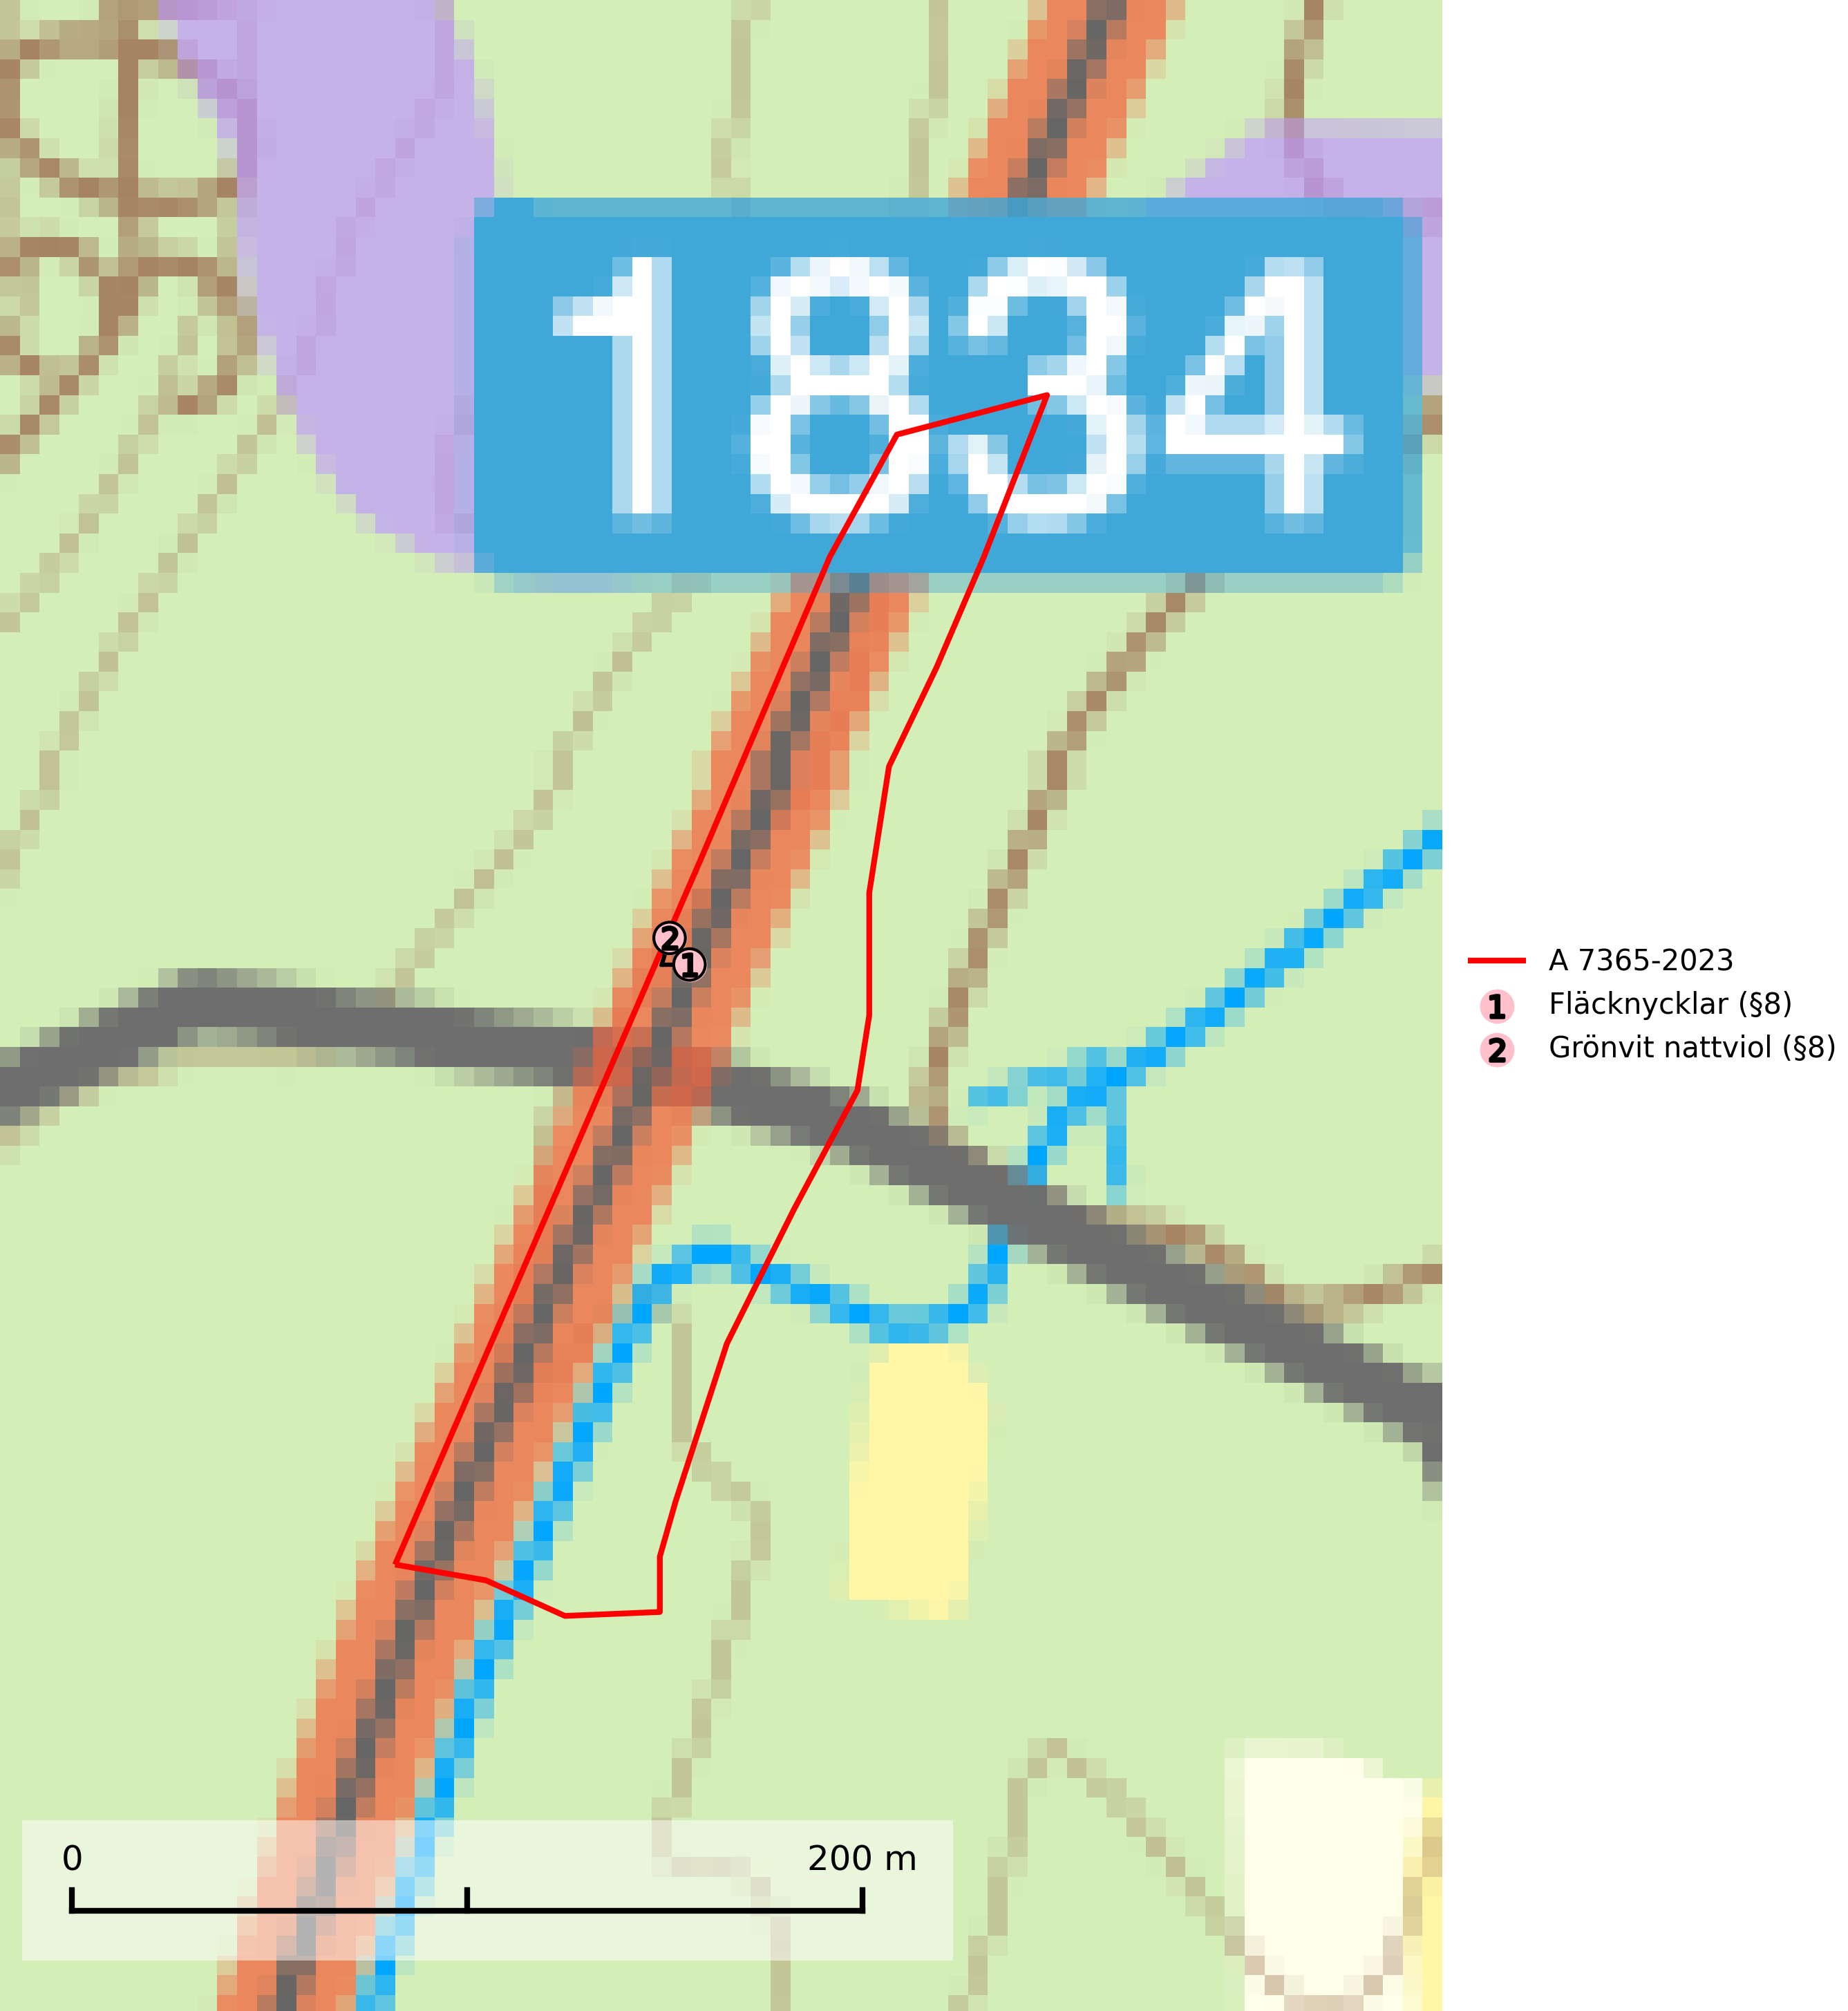 1834
2
1
A 7365-2023
1 Fläcknycklar (§8)
2 Grönvit nattviol (§8)
0 200 m